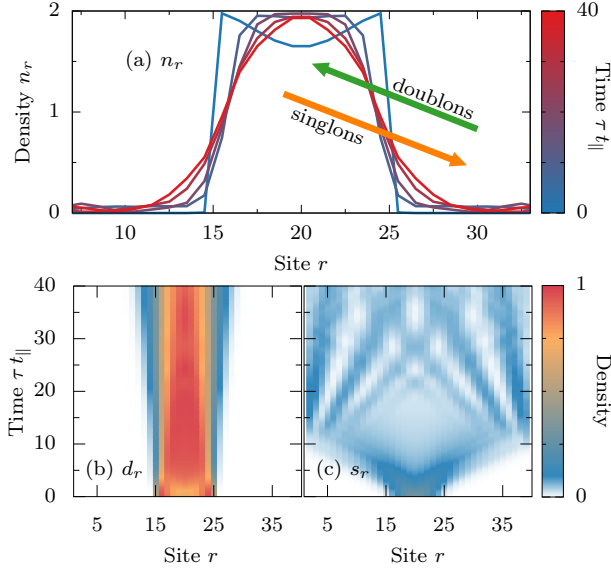 2
1
0
Density n_r
(a) n_r
doublons
singlons
10 15 20 25 30
Site r
40
20
0
Time τ t_∥
40
30
20
10
0
Time τ t_∥
(b) d_r
5 15 25 35
Site r
(c) s_r
5 15 25 35
Site r
1
0
Density